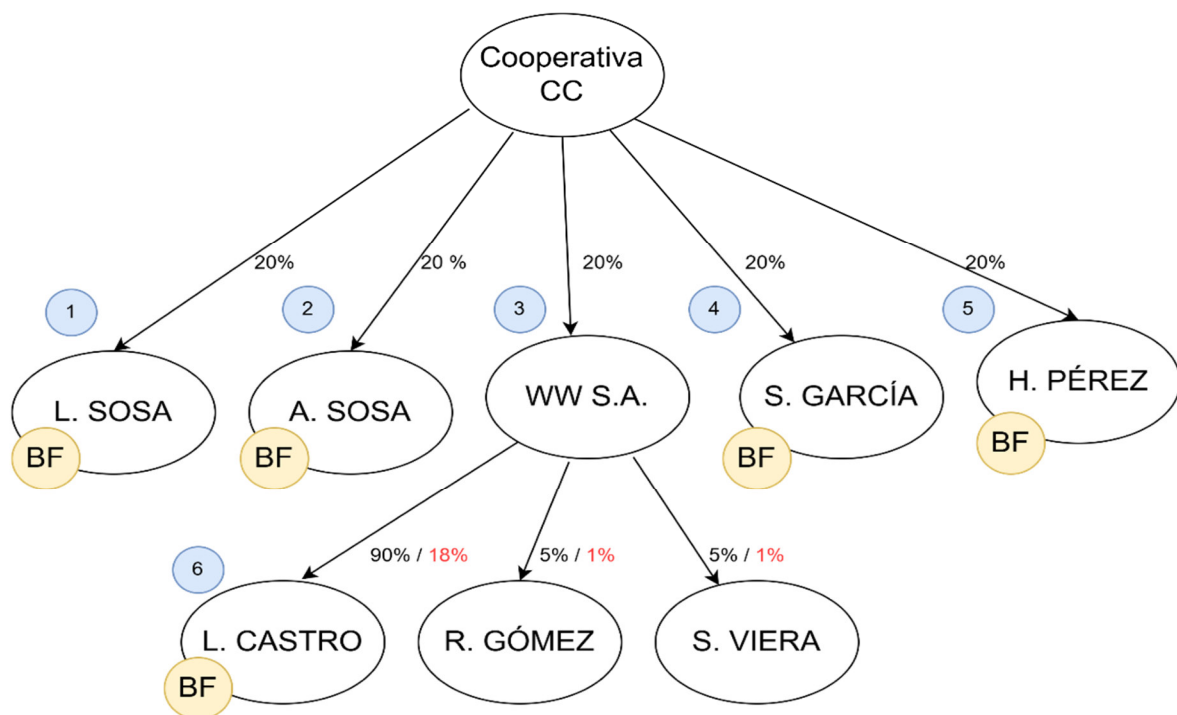 Cooperativa
CC
20%
20 %
20%
20%
20%
1
2
3
4
5
L. SOSA
A. SOSA
WW S.A.
S. GARCÍA
H. PÉREZ
BF
BF
BF
BF
90% / 18%
5% / 1%
5% / 1%
6
L. CASTRO
R. GÓMEZ
S. VIERA
BF